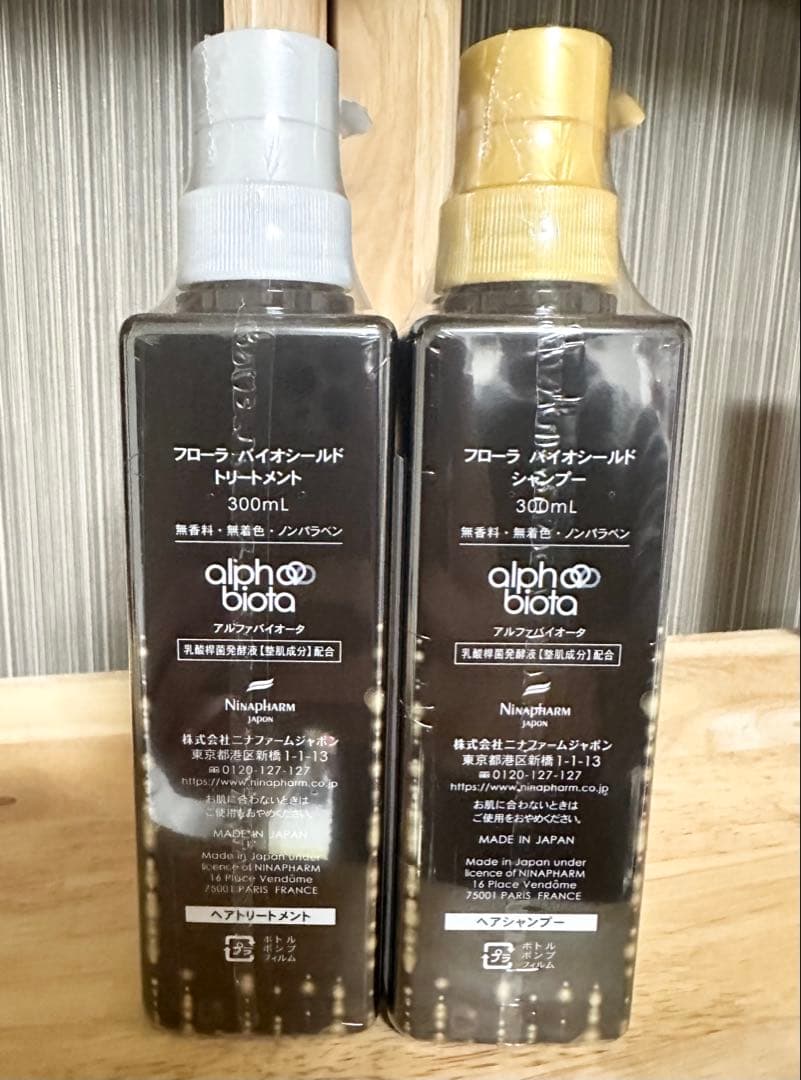 フローラ バイオシールド
トリートメント
300mL
無香料・無着色・ノンパラベン
alpha
biota
アルファバイオータ
乳酸桿菌発酵液【整肌成分】配合
NINAPHARM
JAPON
株式会社ニナファームジャポン
東京都港区新橋1-1-13
0120-127-127
https://www.ninapharm.co.jp
お肌に合わないときは
ご使用をおやめください。
MADE IN JAPAN
Made in Japan under
licence of NINAPHARM
16 Place Vendôme
75001 PARIS FRANCE
ヘアトリートメント
プラ
ボトル
ポンプ
フィルム
フローラ バイオシールド
シャンプー
300mL
無香料・無着色・ノンパラベン
alpha
biota
アルファバイオータ
乳酸桿菌発酵液【整肌成分】配合
NINAPHARM
JAPON
株式会社ニナファームジャポン
東京都港区新橋1-1-13
0120-127-127
https://www.ninapharm.co.jp
お肌に合わないときは
ご使用をおやめください。
MADE IN JAPAN
Made in Japan under
licence of NINAPHARM
16 Place Vendôme
75001 PARIS FRANCE
ヘアシャンプー
プラ
ボトル
ポンプ
フィルム